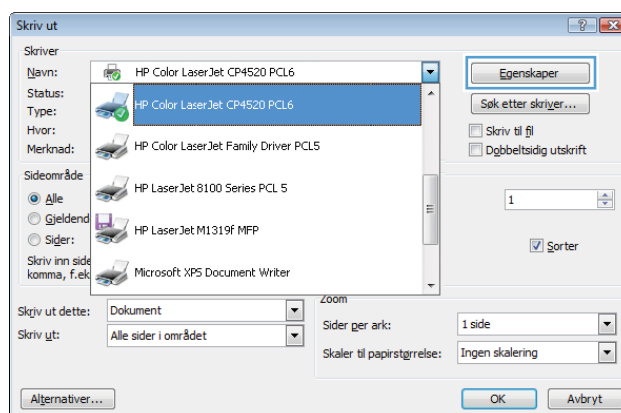 Skriv ut
Skriver
Navn: HP Color LaserJet CP4520 PCL6 Egenskaper
Status: HP Color LaserJet CP4520 PCL6 Søk etter skriver...
Type:
Hvor: HP Color LaserJet Family Driver PCL5 Skriv til fil
Merknad: Dobbeltsidig utskrift
Sideområde
HP LaserJet 8100 Series PCL 5
Alle 1
Gjeldend HP LaserJet M1319f MFP
Sider: Sorter
Skriv inn side
komma, f.ek Microsoft XPS Document Writer
Zoom
Skriv ut dette: Dokument Sider per ark: 1 side
Skriv ut: Alle sider i området Skaler til papirstørrelse: Ingen skalering
Alternativer... OK Avbryt